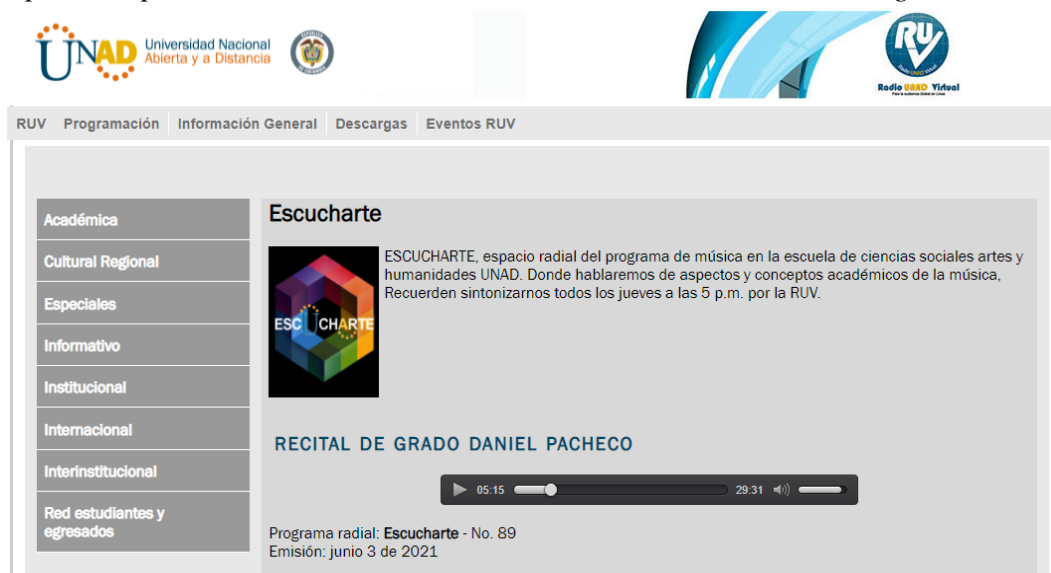 UNAD
Universidad Nacional
Abierta y a Distancia
RUV
Radio UNAD Virtual
RUV Programación Información General Descargas Eventos RUV
Académica
Cultural Regional
Especiales
Informativo
Institucional
Internacional
Interinstitucional
Red estudiantes y
egresados
Escucharte
ESCUCHARTE
ESCUCHARTE, espacio radial del programa de música en la escuela de ciencias sociales artes y
humanidades UNAD. Donde hablaremos de aspectos y conceptos académicos de la música,
Recuerden sintonizarnos todos los jueves a las 5 p.m. por la RUV.
RECITAL DE GRADO DANIEL PACHECO
05:15 29:31
Programa radial: Escucharte - No. 89
Emisión: junio 3 de 2021